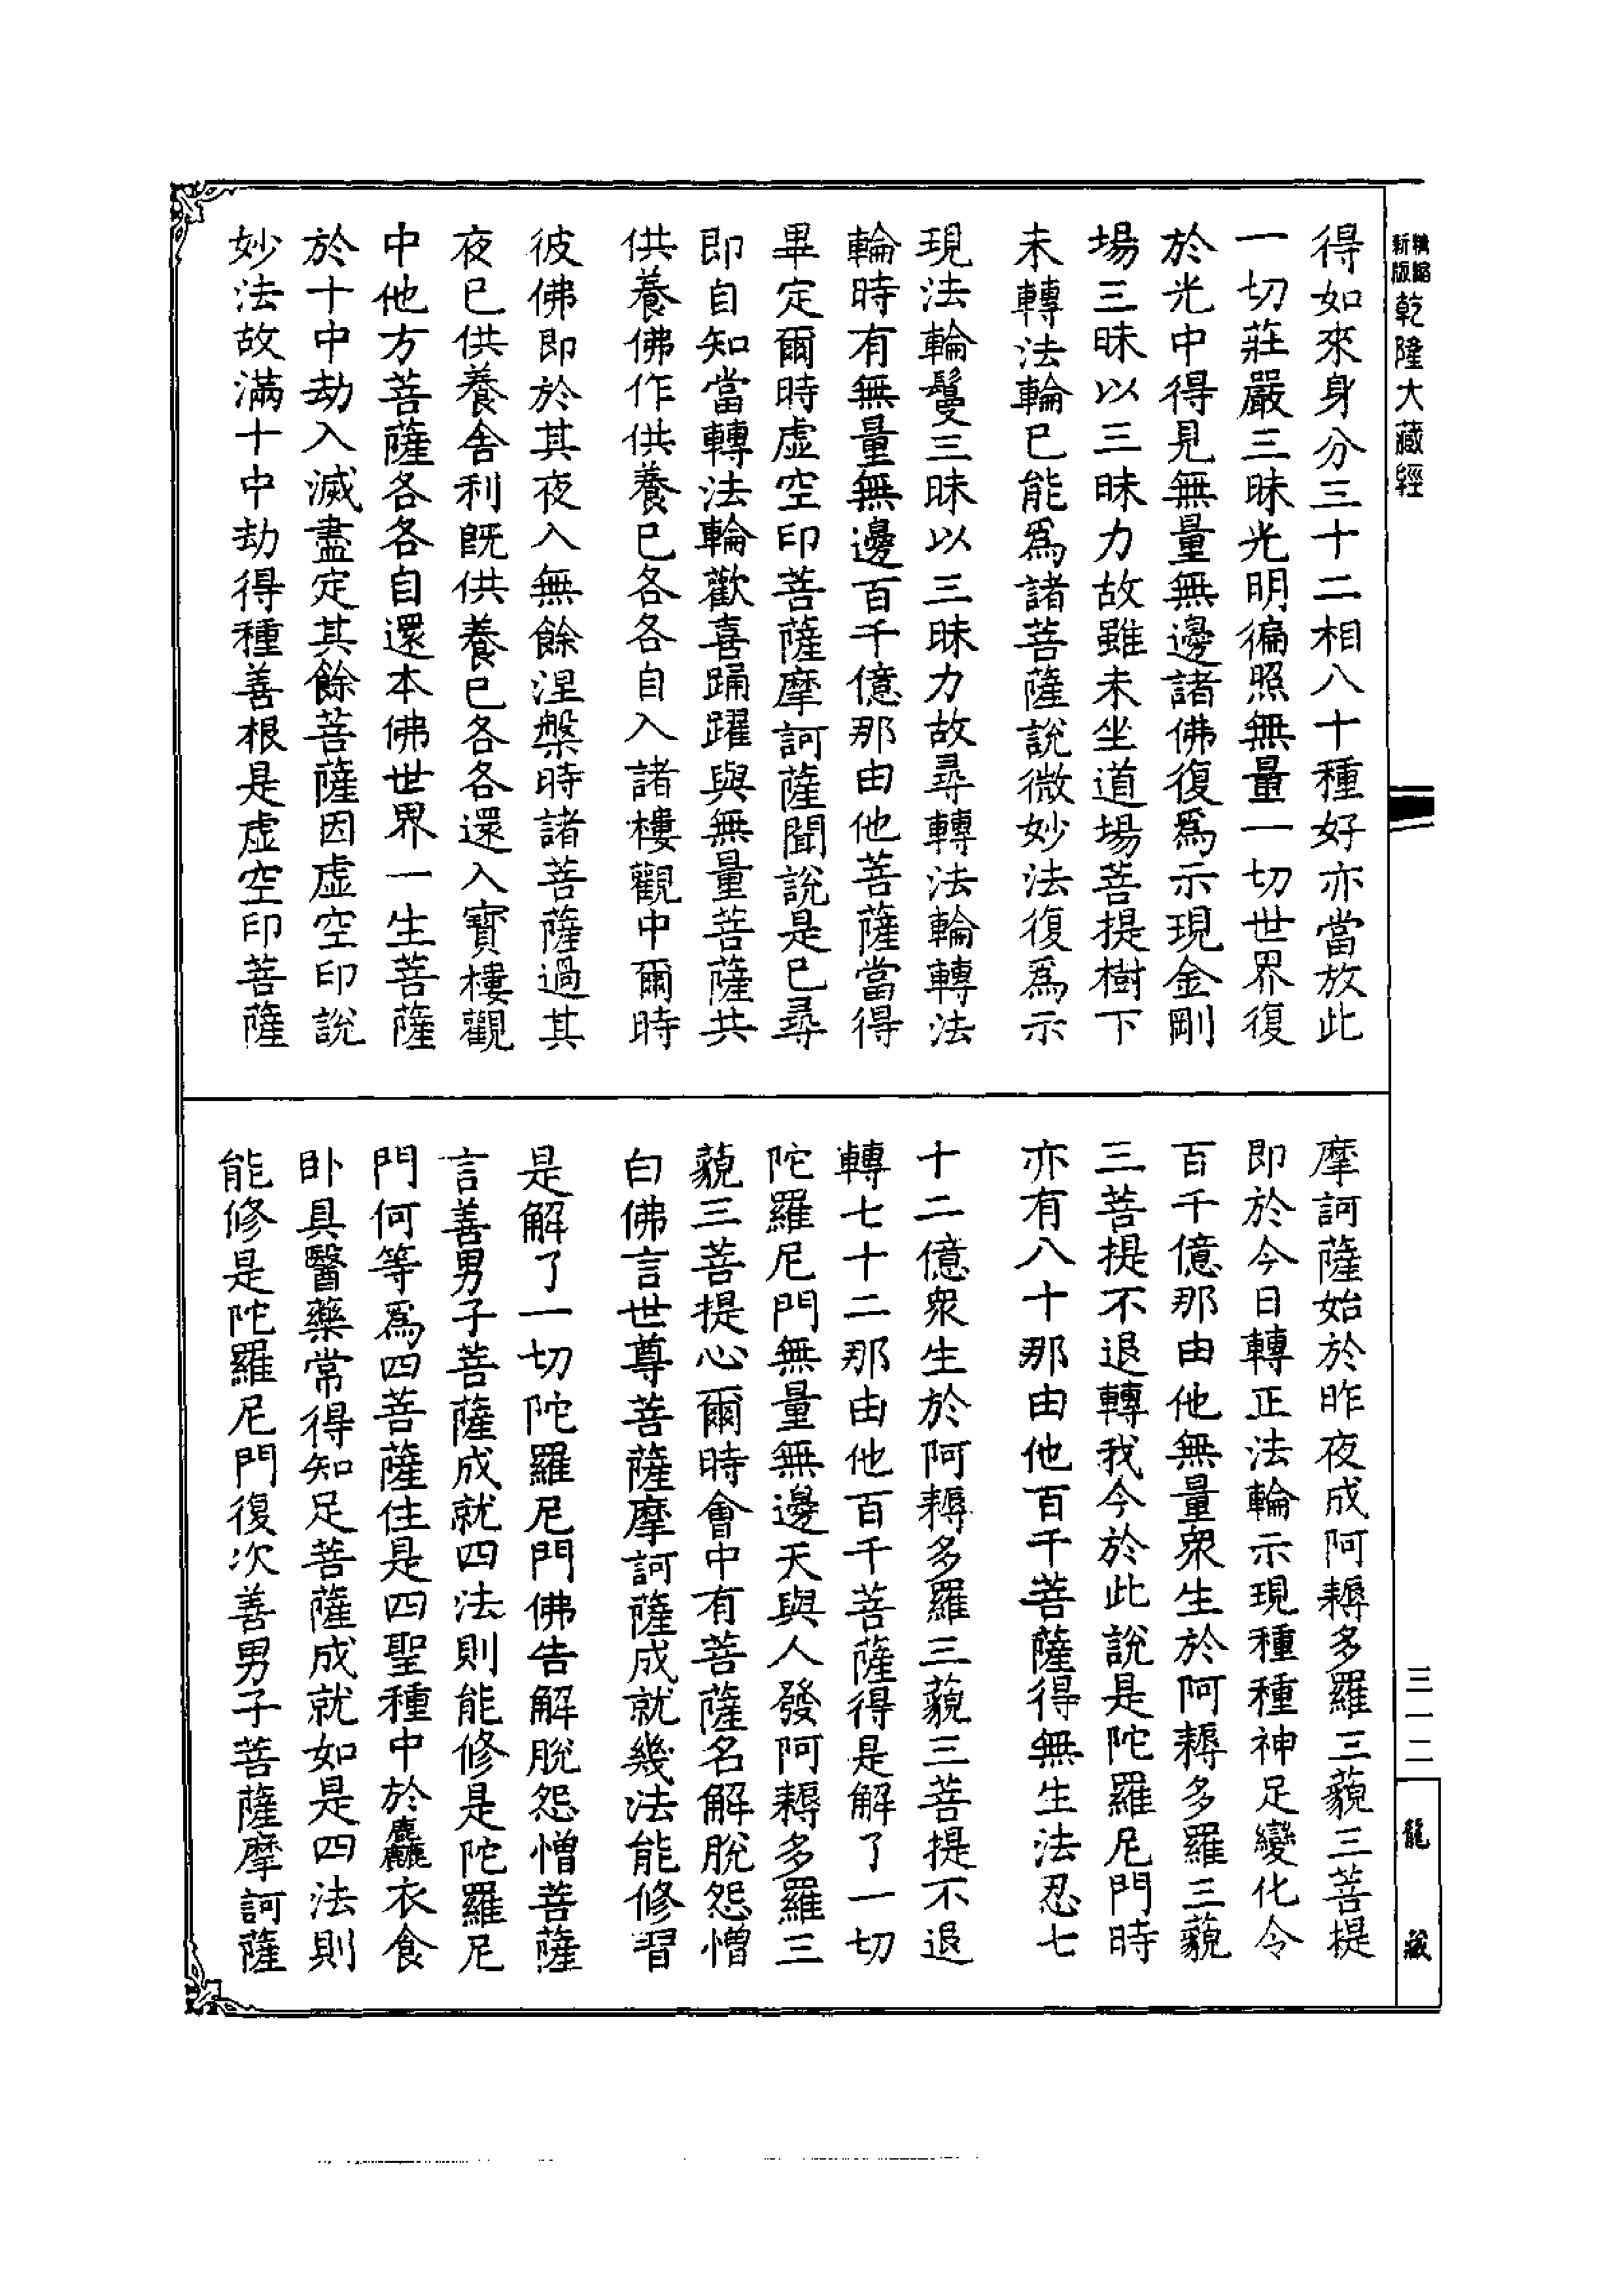 新版
乾隆大藏經
得如來身分三十二相八十種好亦當放此
一切莊嚴三昧光明徧照無量一切世界復
於光中得見無量無邊諸佛復爲示現金剛
場三昧以三昧力故雖未坐道場菩提樹下
未轉法輪已能爲諸菩薩說微妙法復爲示
現法輪鬘三昧以三昧力故尋轉法輪轉法
輪時有無量無邊百千億那由他菩薩當得
畢定爾時虛空印菩薩摩訶薩聞說是已尋
即自知當轉法輪歡喜踊躍與無量菩薩共
供養佛作供養已各各自入諸樓觀中爾時
彼佛即於其夜入無餘涅槃時諸菩薩過其
夜已供養舍利旣供養已各各還入寶樓觀
中他方菩薩各各自還本佛世界一生菩薩
於十中劫入滅盡定其餘菩薩因虛空印說
妙法故滿十中劫得種善根是虛空印菩薩
摩訶薩始於昨夜成阿耨多羅三藐三菩提
即於今日轉正法輪示現種種神足變化令
百千億那由他無量衆生於阿耨多羅三藐
三菩提不退轉我今於此說是陀羅尼門時
亦有八十那由他百千菩薩得無生法忍七
十二億衆生於阿耨多羅三藐三菩提不退
轉七十二那由他百千菩薩得是解了一切
陀羅尼門無量無邊天與人發阿耨多羅三
藐三菩提心爾時會中有菩薩名解脫怨憎
白佛言世尊菩薩摩訶薩成就幾法能修習
是解了一切陀羅尼門佛告解脫怨憎菩薩
言善男子菩薩成就四法則能修是陀羅尼
門何等爲四菩薩住是四聖種中於麤衣食
卧具醫藥常得知足菩薩成就如是四法則
能修是陀羅尼門復次善男子菩薩摩訶薩
三一二
龍藏